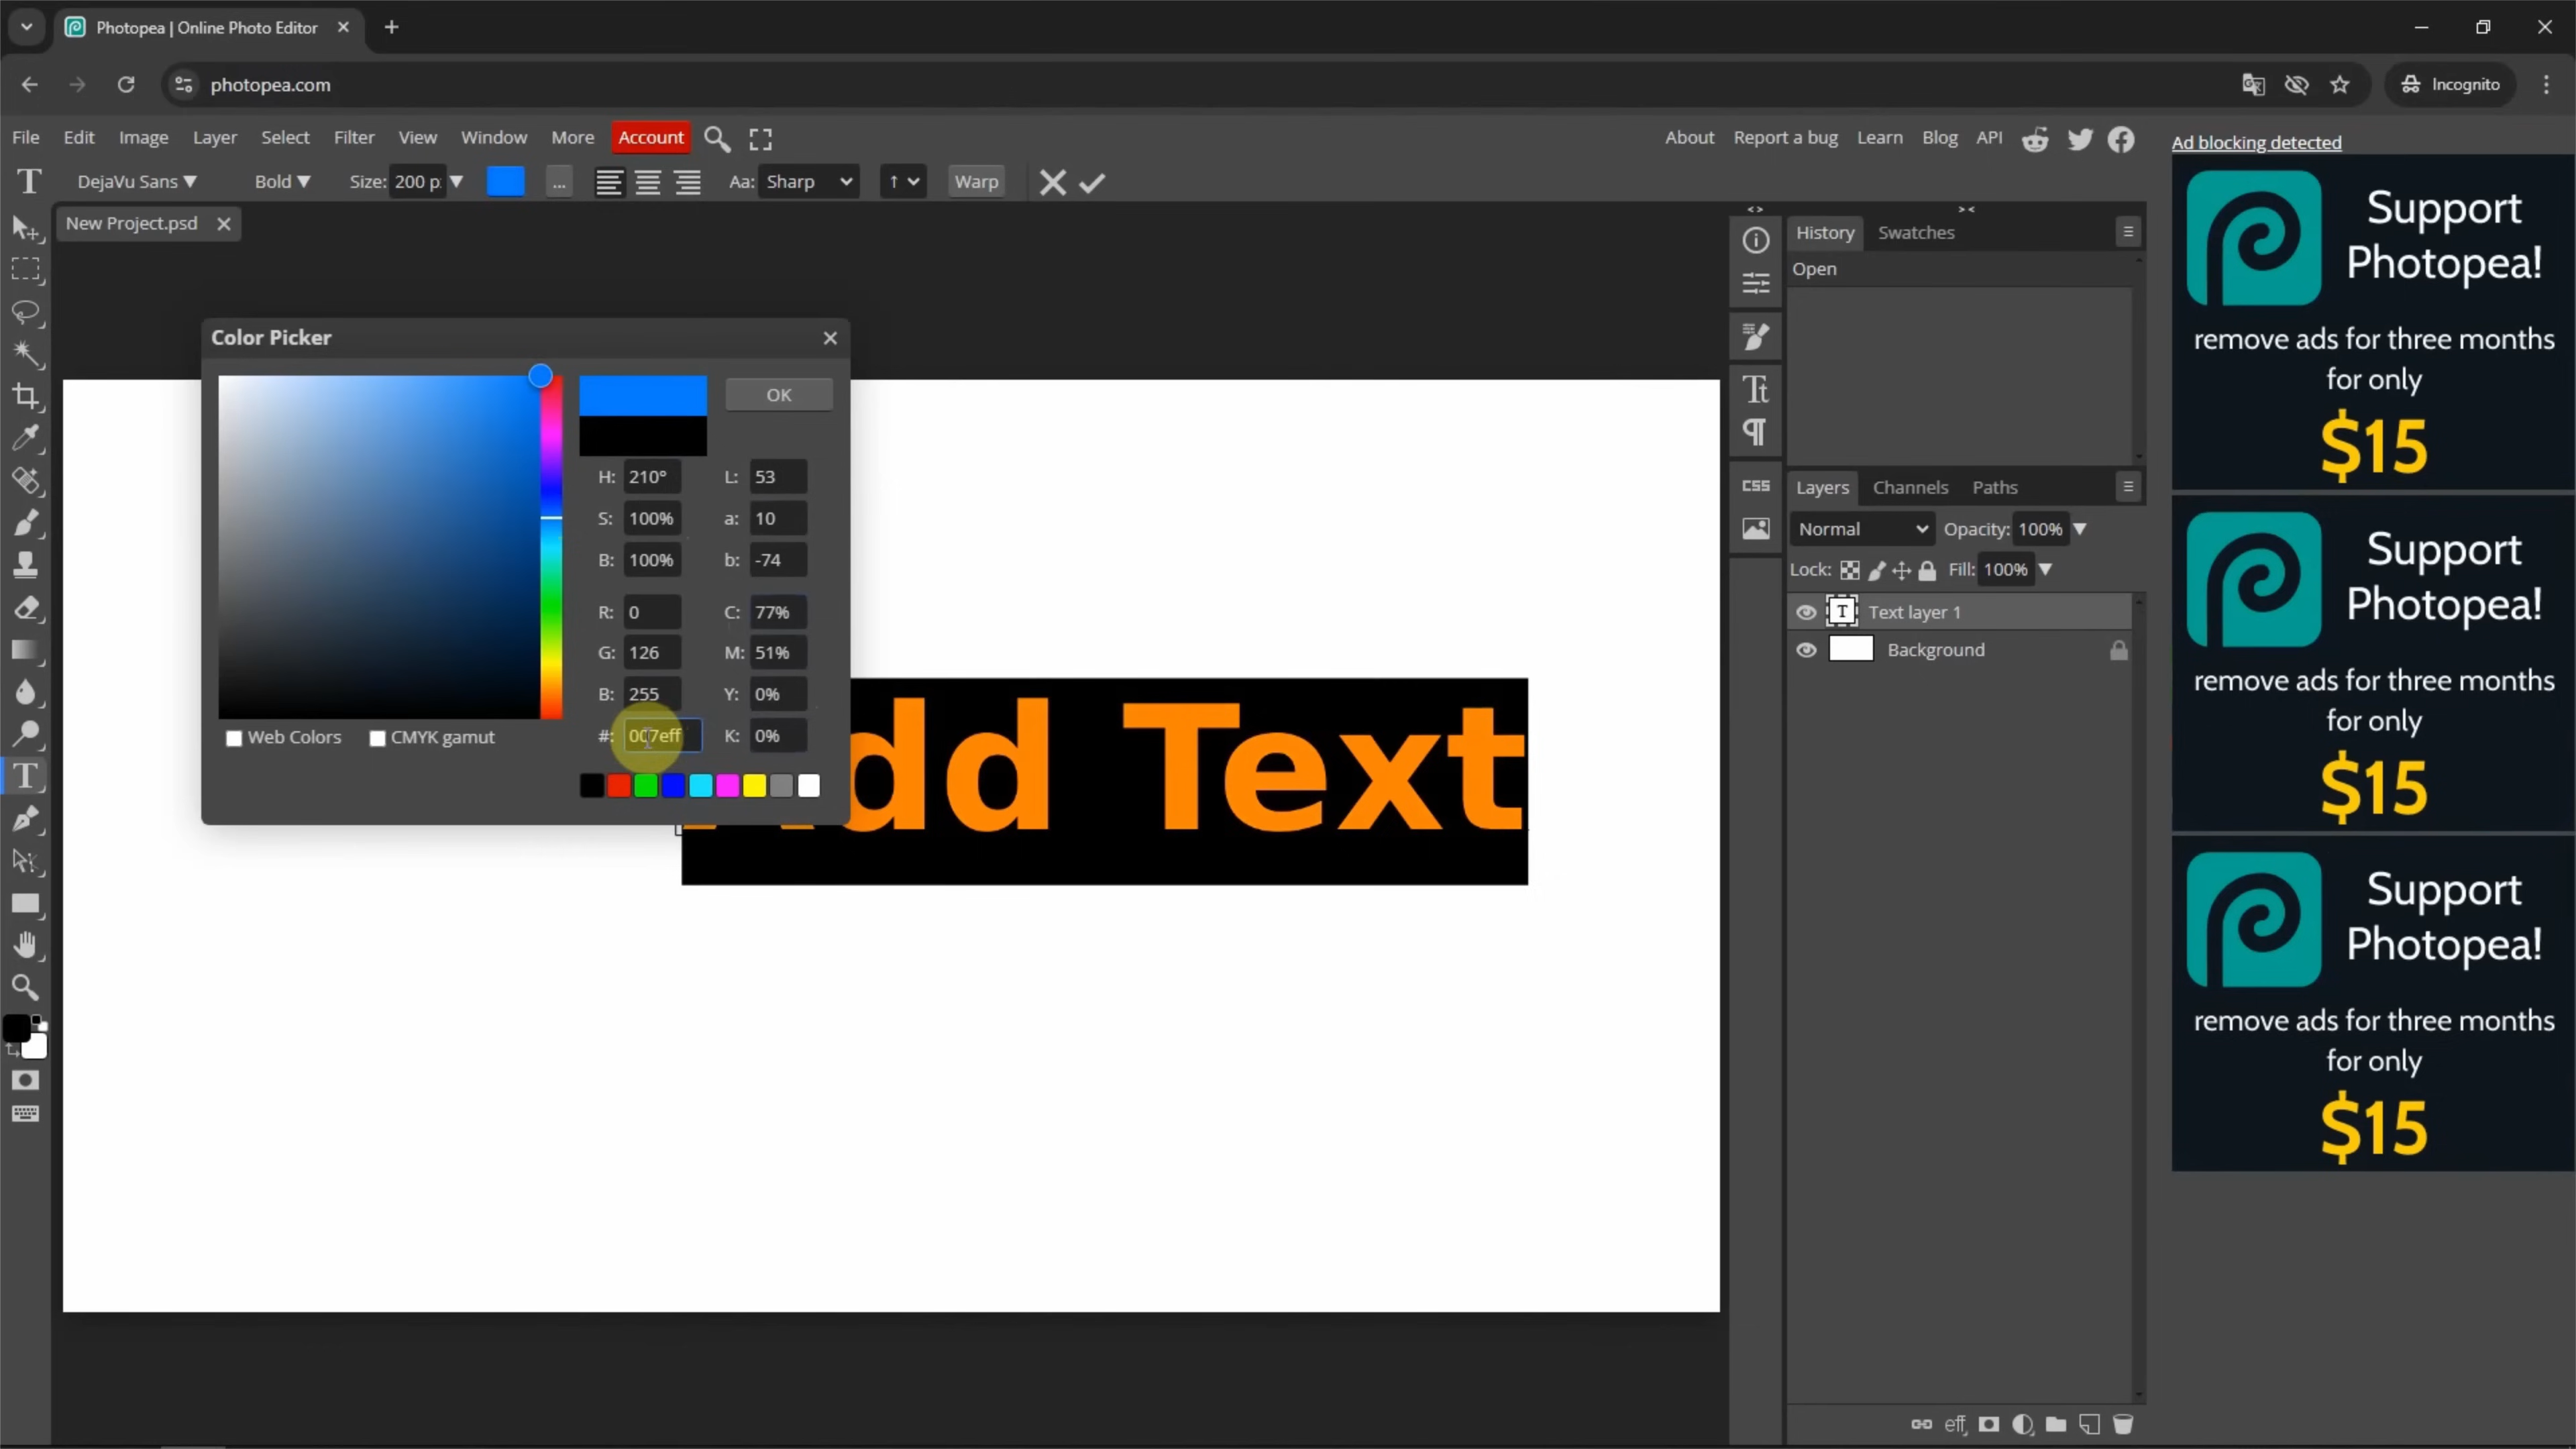 Photopea | Online Photo Editor
photopea.com
Incognito
File Edit Image Layer Select Filter View Window More Account
About Report a bug Learn Blog API
Ad blocking detected
DejaVu Sans Bold Size: 200 p: ... Aa: Sharp Warp
New Project.psd
History Swatches
Open
Color Picker
OK
H: 210° L: 53
S: 100% a: 10
B: 100% b: -74
R: 0 C: 77%
G: 126 M: 51%
B: 255 Y: 0%
#: 007eff K: 0%
Web Colors CMYK gamut
dd Text
CSS
Layers Channels Paths
Normal Opacity: 100%
Lock: Fill: 100%
Text layer 1
Background
eff
Support
Photopea!
remove ads for three months
for only
$15
Support
Photopea!
remove ads for three months
for only
$15
Support
Photopea!
remove ads for three months
for only
$15